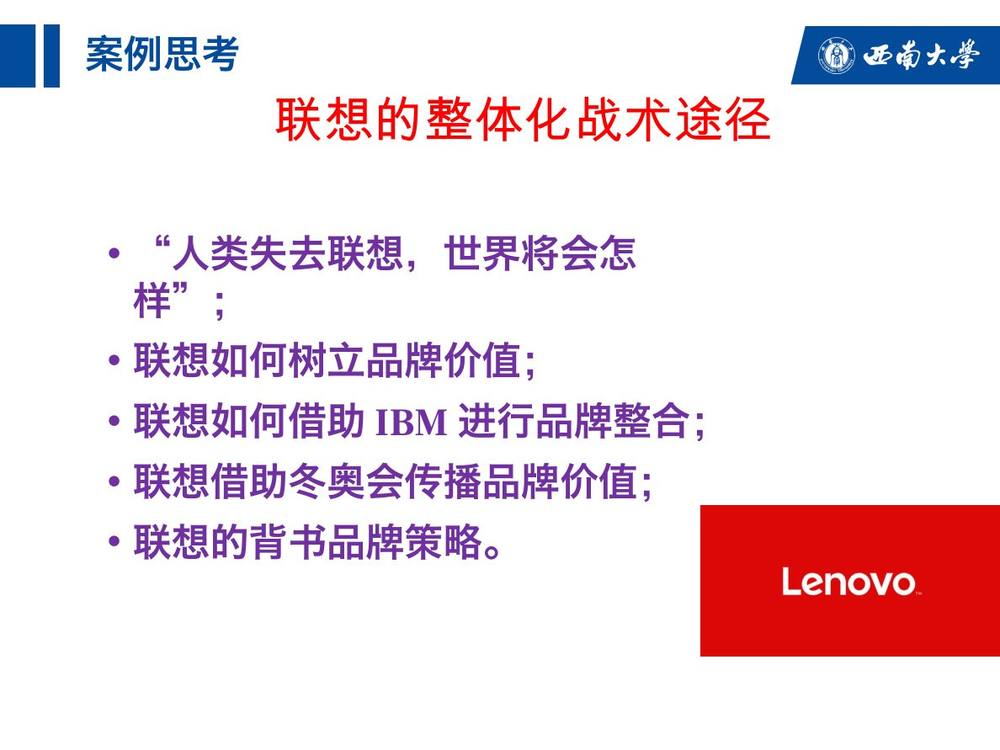 案例思考
西南大学
联想的整体化战术途径
• “人类失去联想，世界将会怎
样”；
• 联想如何树立品牌价值；
• 联想如何借助 IBM 进行品牌整合；
• 联想借助冬奥会传播品牌价值；
• 联想的背书品牌策略。
Lenovo